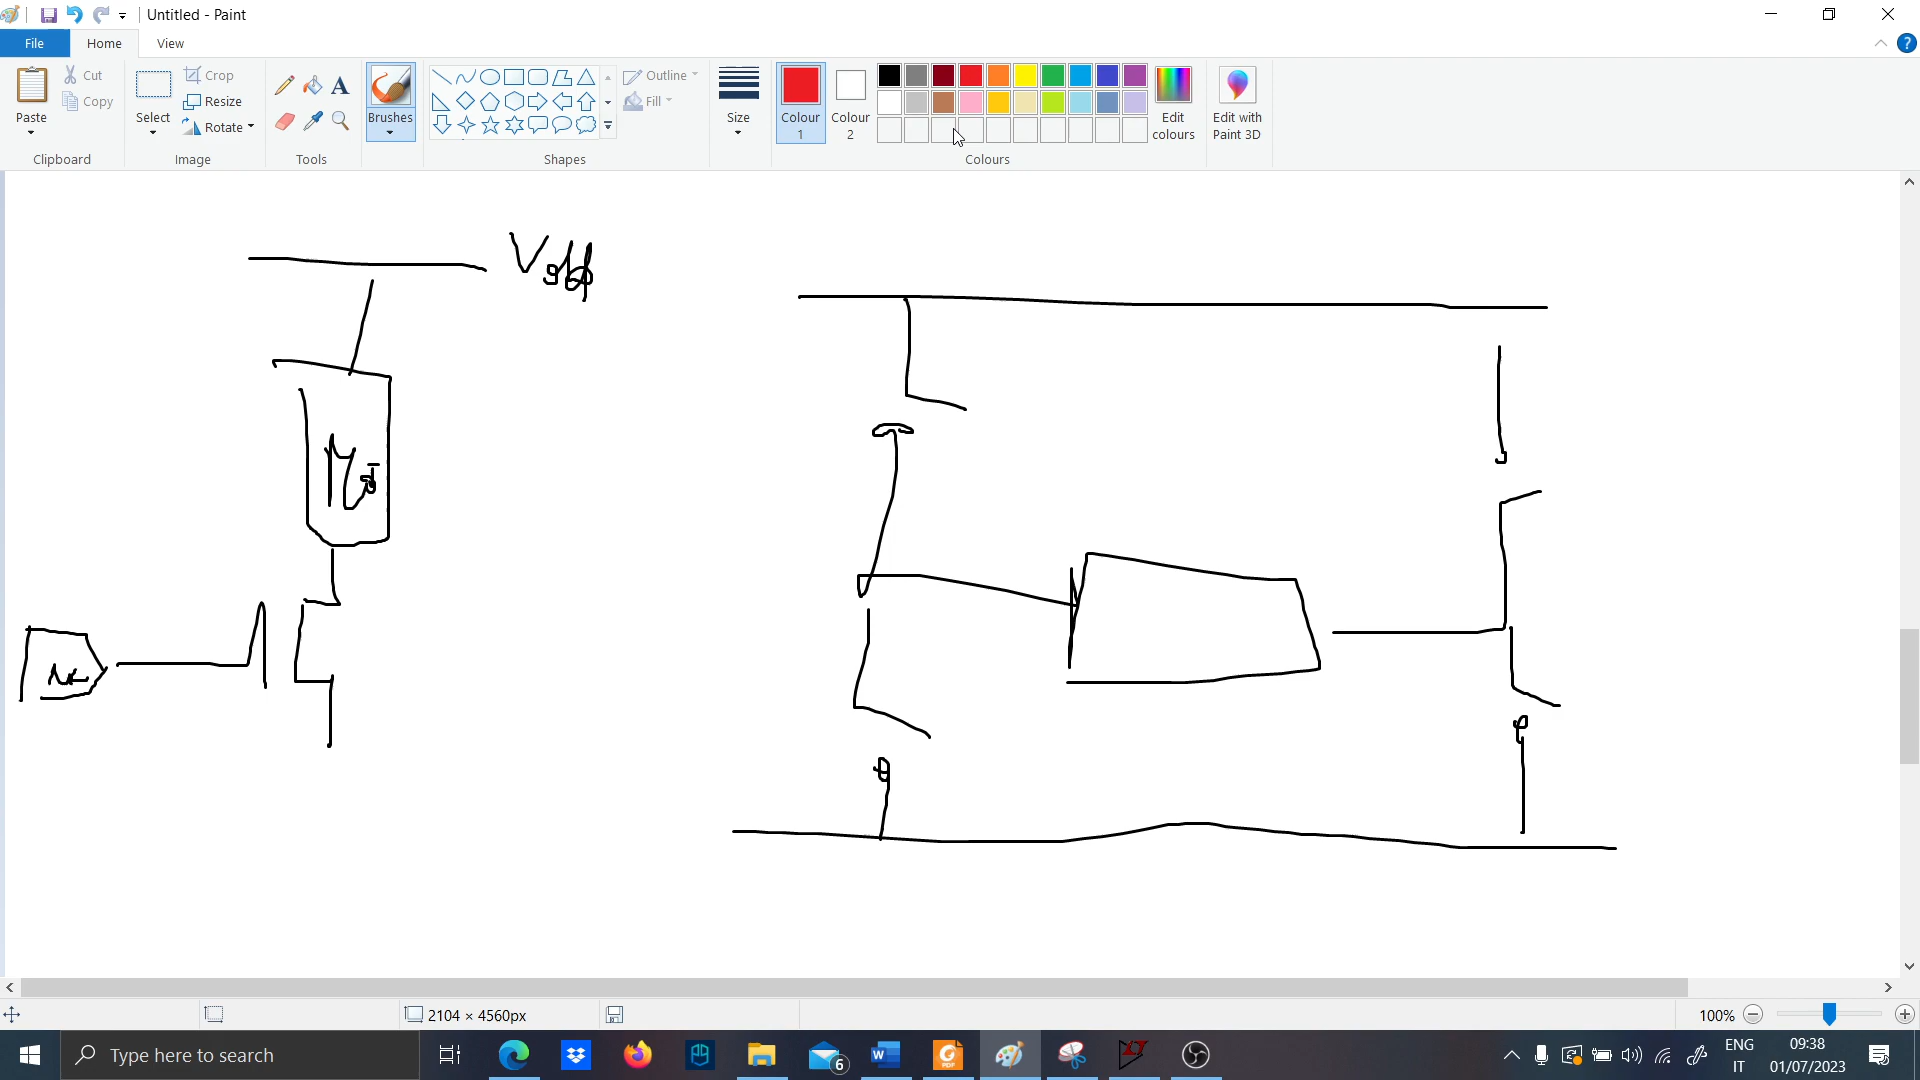 Untitled - Paint
File Home View
Paste
Cut
Copy
Clipboard
Select
Crop
Resize
Rotate
Image
Tools
Brushes
Shapes
Outline
Fill
Size
Colour 1
Colour 2
Colours
Edit colours
Edit with Paint 3D
2104 × 4560px
100%
Type here to search
6
W
PDF
ENG
IT
09:38
01/07/2023